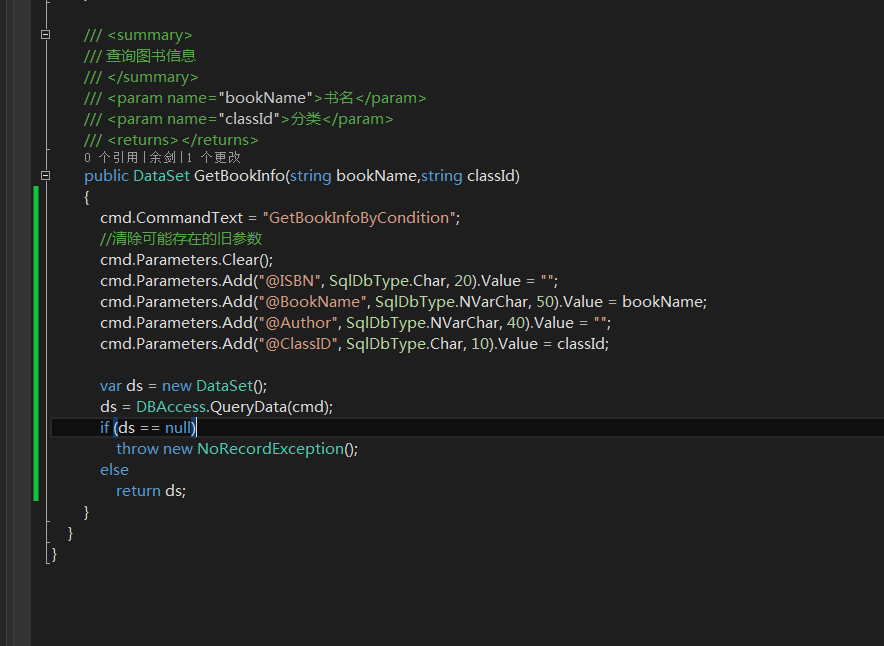 /// <summary>
/// 查询图书信息
/// </summary>
/// <param name="bookName">书名</param>
/// <param name="classId">分类</param>
/// <returns></returns>
0 个引用|余剑|1 个更改
public DataSet GetBookInfo(string bookName,string classId)
{
cmd.CommandText = "GetBookInfoByCondition";
//清除可能存在的旧参数
cmd.Parameters.Clear();
cmd.Parameters.Add("@ISBN", SqlDbType.Char, 20).Value = "";
cmd.Parameters.Add("@BookName", SqlDbType.NVarChar, 50).Value = bookName;
cmd.Parameters.Add("@Author", SqlDbType.NVarChar, 40).Value = "";
cmd.Parameters.Add("@ClassID", SqlDbType.Char, 10).Value = classId;
var ds = new DataSet();
ds = DBAccess.QueryData(cmd);
if (ds == null)
throw new NoRecordException();
else
return ds;
}
}
}